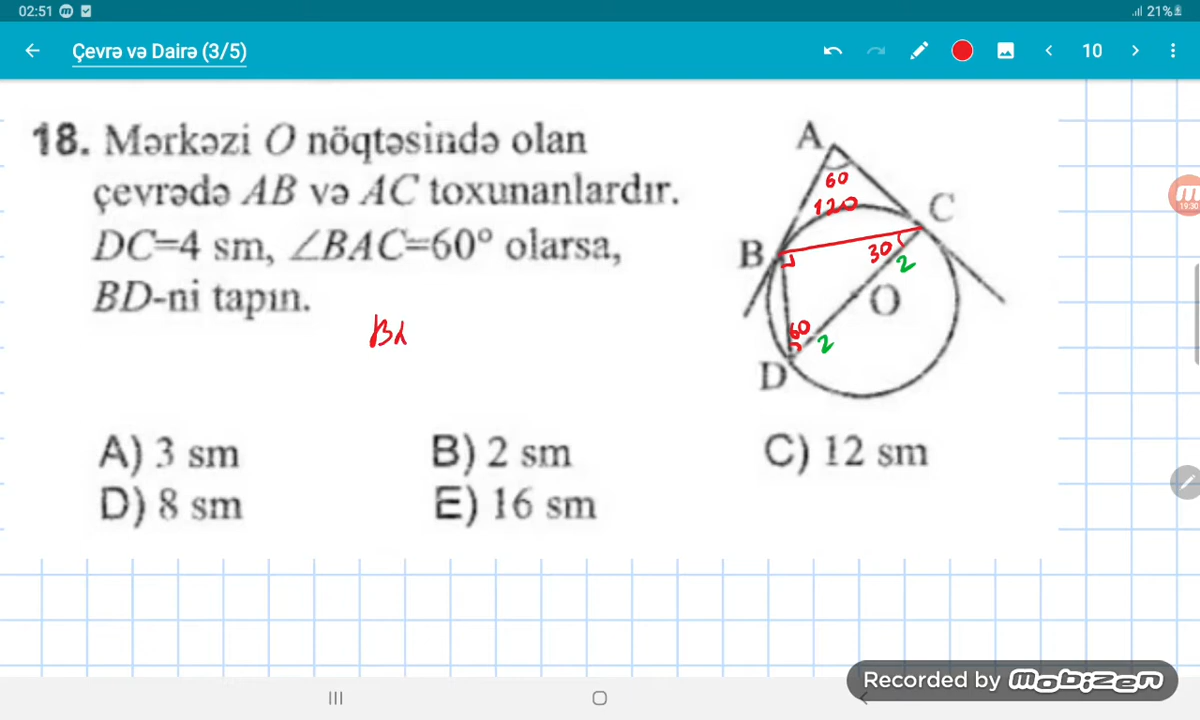 02:51
21%
Çevrə və Dairə (3/5)
10
18. Mərkəzi O nöqtəsində olan
çevrədə AB və AC toxunanlardır.
DC=4 sm, ∠BAC=60° olarsa,
BD-ni tapın.
A
60
120
C
B
30
2
O
60
2
D
A) 3 sm
B) 2 sm
C) 12 sm
D) 8 sm
E) 16 sm
19:30
Recorded by mobizen